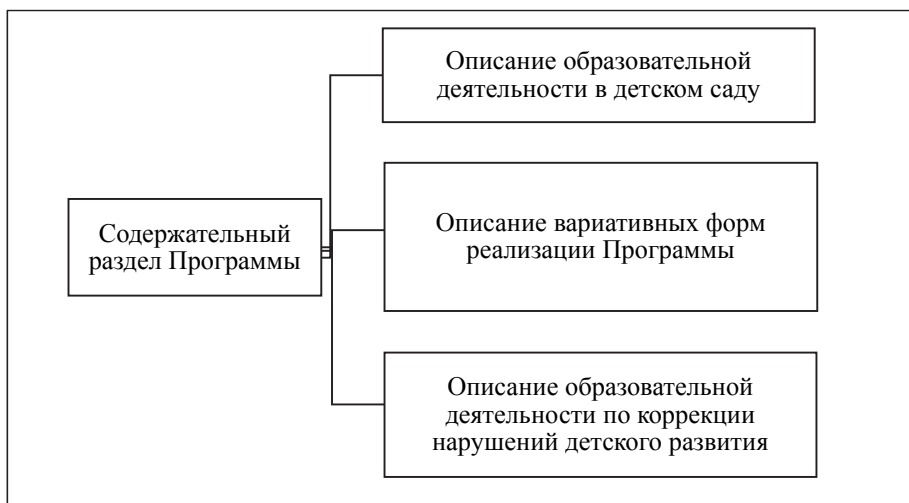 Описание образовательной
деятельности в детском саду
Содержательный
раздел Программы
Описание вариативных форм
реализации Программы
Описание образовательной
деятельности по коррекции
нарушений детского развития